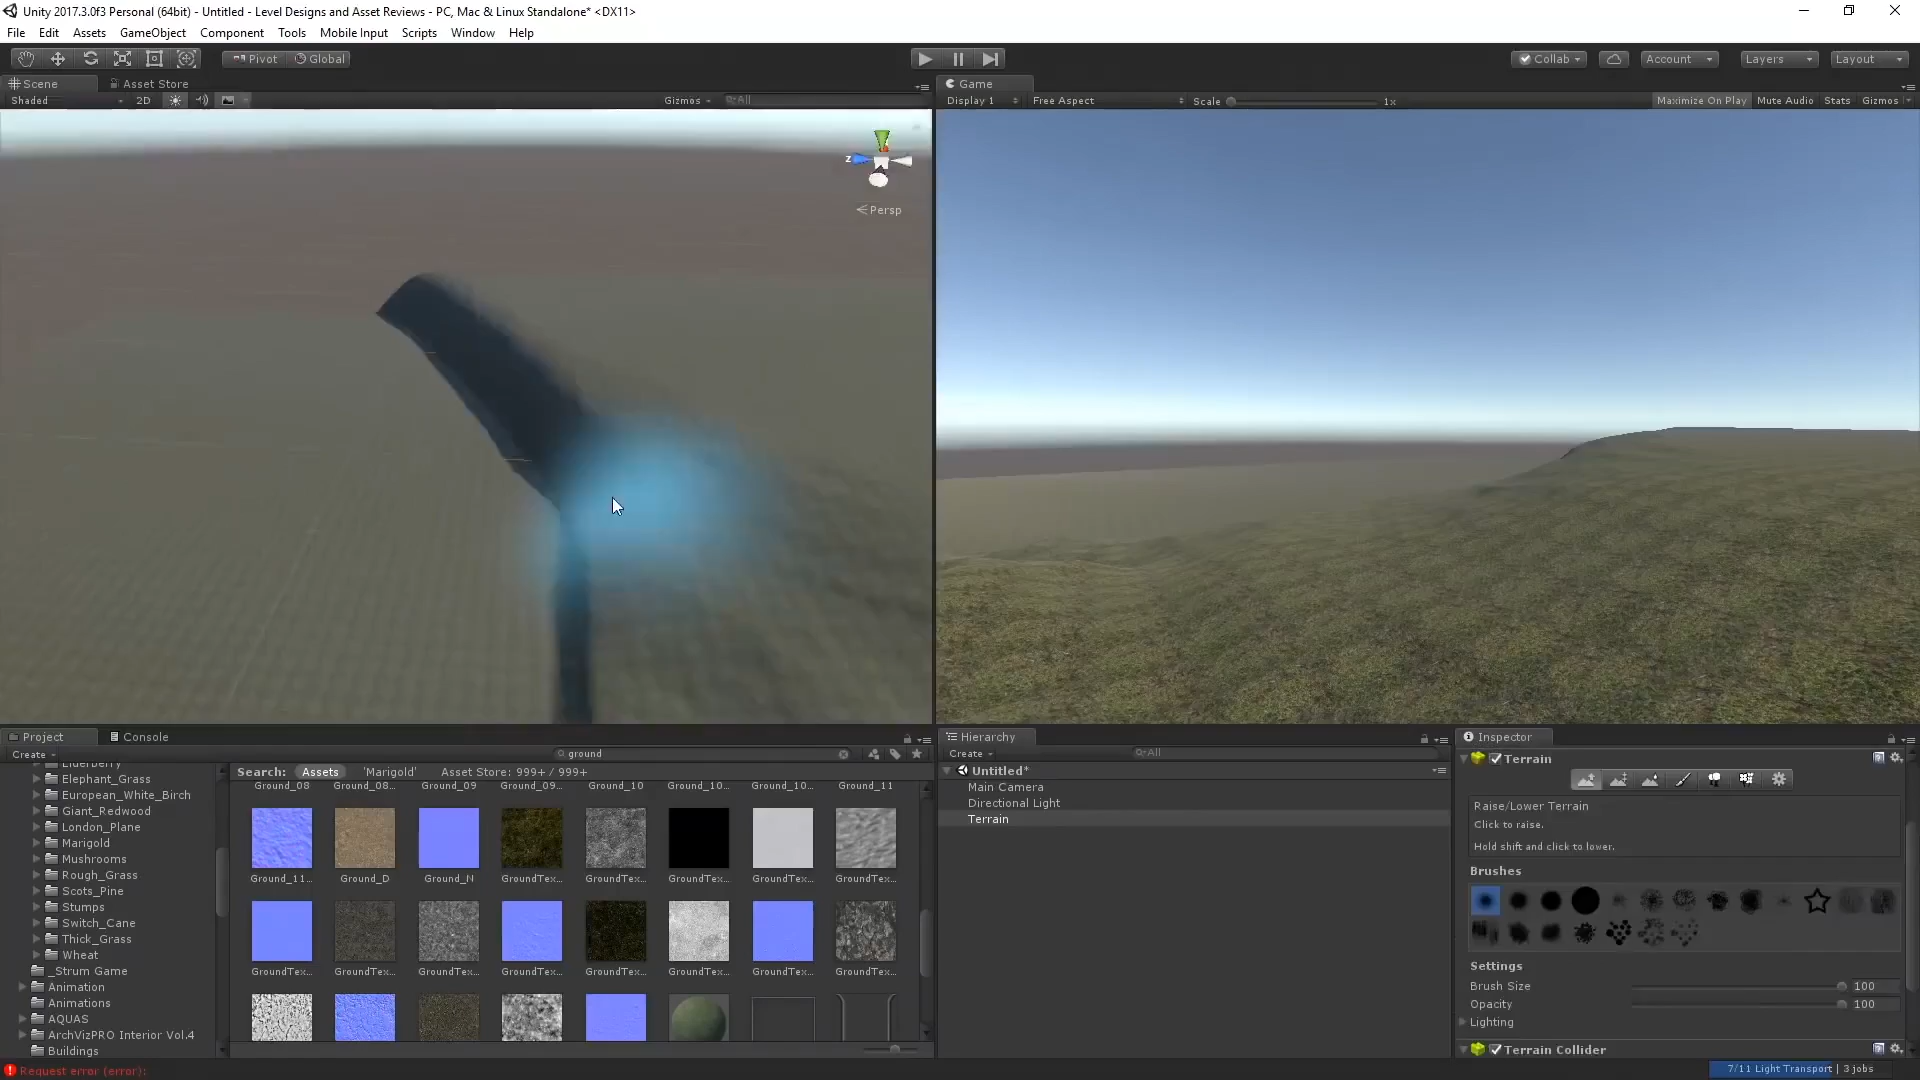 Unity 2017.3.0f3 Personal (64bit) - Untitled - Level Designs and Asset Reviews - PC, Mac & Linux Standalone* <DX11>
File Edit Assets GameObject Component Tools Mobile Input Scripts Window Help
Pivot Global Collab Account Layers Layout
Scene Asset Store
Shaded 2D Gizmos All
z
Persp
Game
Display 1 Free Aspect Scale 1x Maximize On Play Mute Audio Stats Gizmos
Project Console
Create ground
Elderberry
Elephant_Grass
European_White_Birch
Giant_Redwood
London_Plane
Marigold
Mushrooms
Rough_Grass
Scots_Pine
Stumps
Switch_Cane
Thick_Grass
Wheat
_Strum Game
Animation
Animations
AQUAS
ArchVizPRO Interior Vol.4
Buildings
Search: Assets 'Marigold' Asset Store: 999+ / 999+
Ground_08 Ground_08... Ground_09 Ground_09... Ground_10 Ground_10... Ground_10... Ground_11
Ground_11... Ground_D Ground_N GroundTex... GroundTex... GroundTex... GroundTex... GroundTex...
GroundTex... GroundTex... GroundTex... GroundTex... GroundTex... GroundTex... GroundTex... GroundTex...
Hierarchy
Create All
Untitled*
Main Camera
Directional Light
Terrain
Inspector
Terrain
Raise/Lower Terrain
Click to raise.
Hold shift and click to lower.
Brushes
Settings
Brush Size 100
Opacity 100
Lighting
Terrain Collider
Request error (error):
7/11 Light Transport | 3 jobs